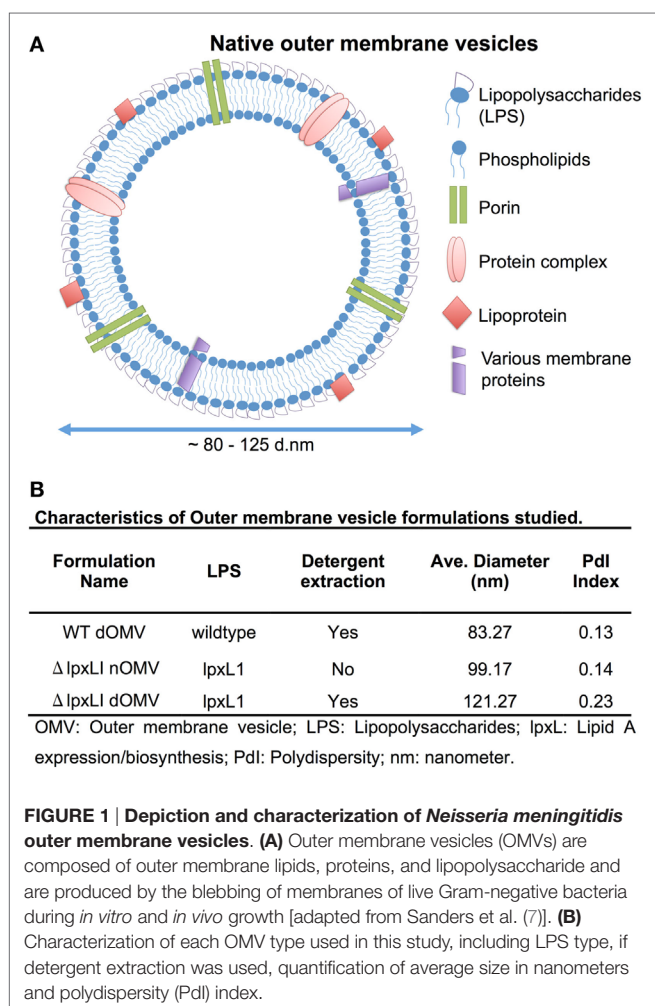 A
Native outer membrane vesicles
Lipopolysaccharides
(LPS)
Phospholipids
Porin
Protein complex
Lipoprotein
Various membrane
proteins
~ 80 - 125 d.nm
B
Characteristics of Outer membrane vesicle formulations studied.
Formulation Name LPS Detergent extraction Ave. Diameter (nm) PdI Index
WT dOMV wildtype Yes 83.27 0.13
Δ lpxLI nOMV lpxL1 No 99.17 0.14
Δ lpxLI dOMV lpxL1 Yes 121.27 0.23
OMV: Outer membrane vesicle; LPS: Lipopolysaccharides; lpxL: Lipid A
expression/biosynthesis; PdI: Polydispersity; nm: nanometer.
FIGURE 1 | Depiction and characterization of Neisseria meningitidis
outer membrane vesicles. (A) Outer membrane vesicles (OMVs) are
composed of outer membrane lipids, proteins, and lipopolysaccharide and
are produced by the blebbing of membranes of live Gram-negative bacteria
during in vitro and in vivo growth [adapted from Sanders et al. (7)]. (B)
Characterization of each OMV type used in this study, including LPS type, if
detergent extraction was used, quantification of average size in nanometers
and polydispersity (PdI) index.